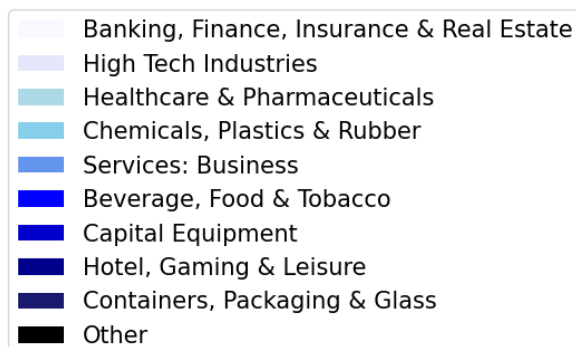 Banking, Finance, Insurance & Real Estate
High Tech Industries
Healthcare & Pharmaceuticals
Chemicals, Plastics & Rubber
Services: Business
Beverage, Food & Tobacco
Capital Equipment
Hotel, Gaming & Leisure
Containers, Packaging & Glass
Other